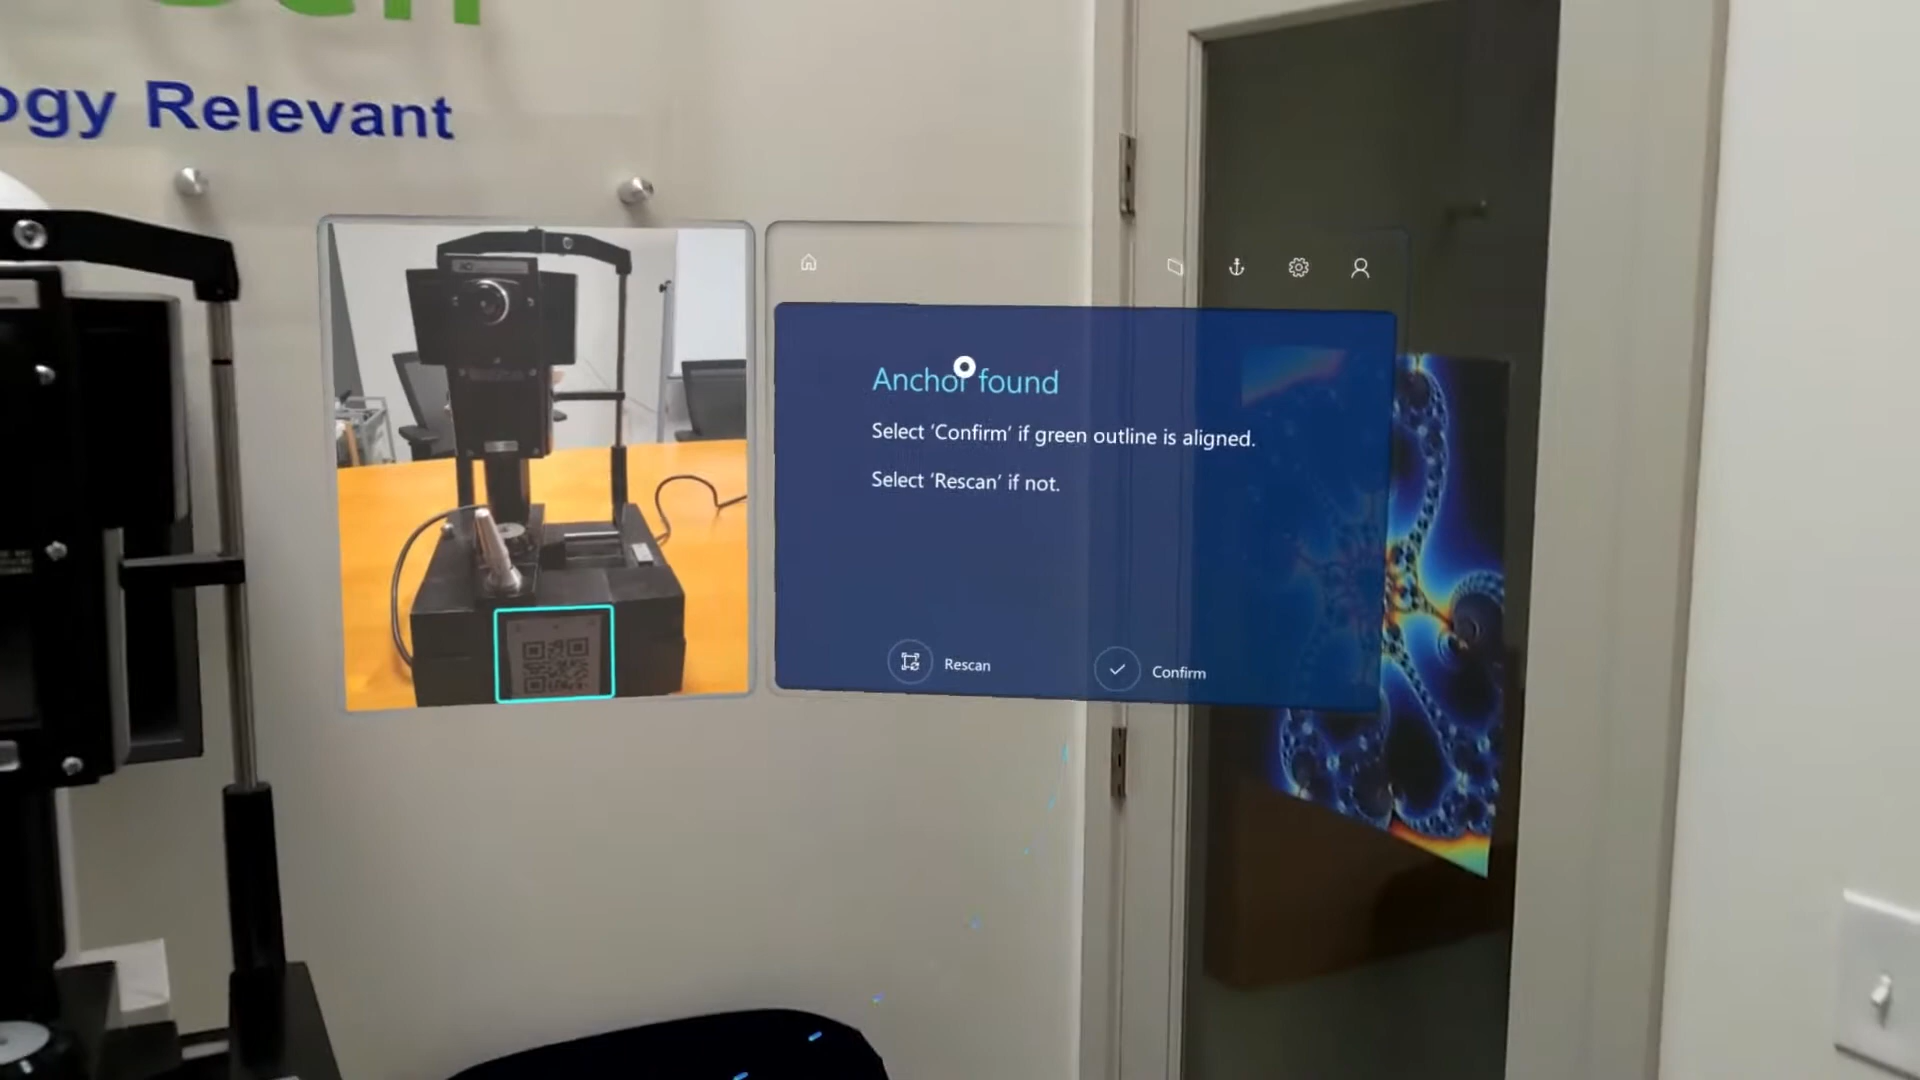 ogy Relevant
Anchor found
Select ‘Confirm’ if green outline is aligned.
Select ‘Rescan’ if not.
Rescan
Confirm